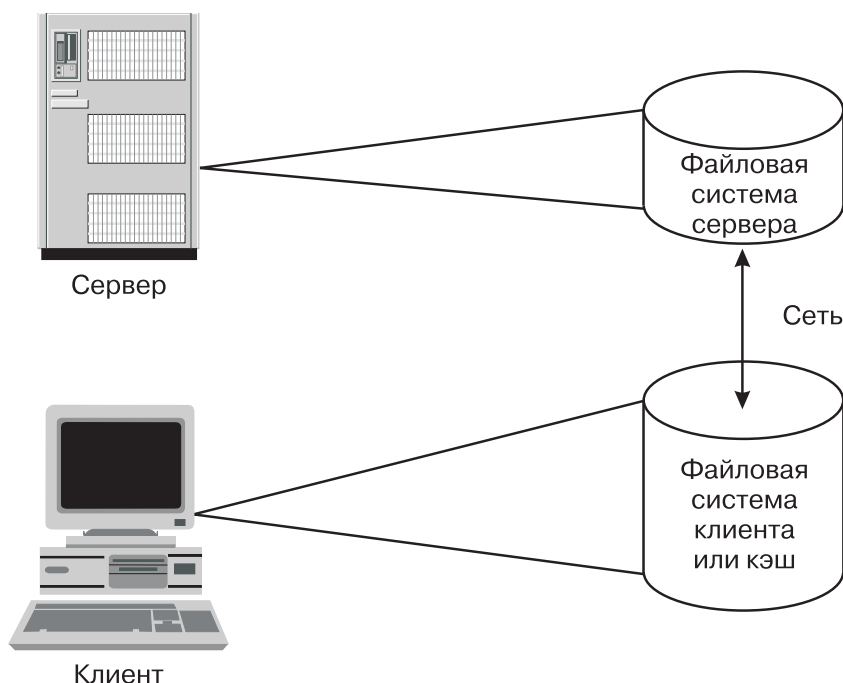 Файловая
система
сервера
Сервер
Сеть
Файловая
система
клиента
или кэш
Клиент